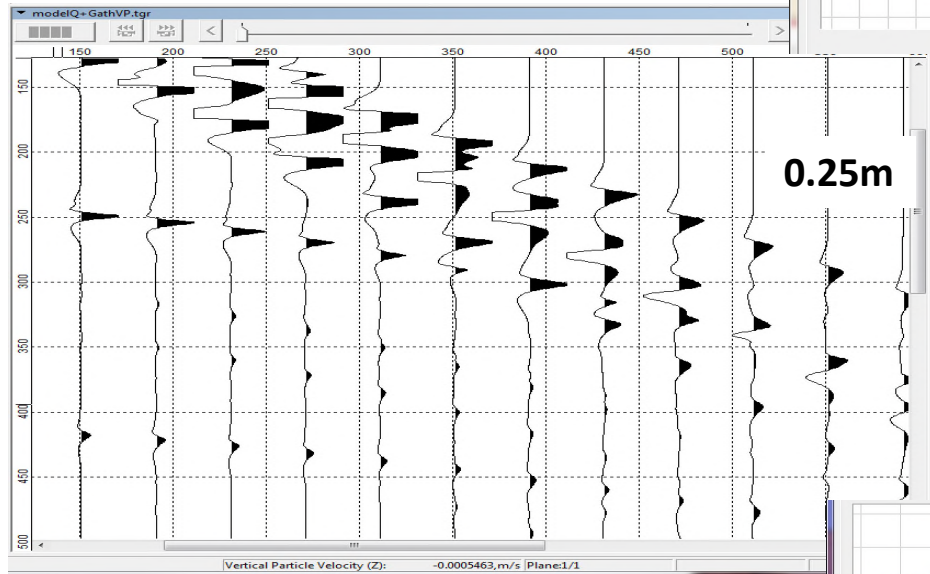 modelQ+GathVP.tgr
150 200 250 300 350 400 450 500
150
200
0.25m
250
300
350
400
450
500
Vertical Particle Velocity (Z): -0.0005463,m/s Plane:1/1